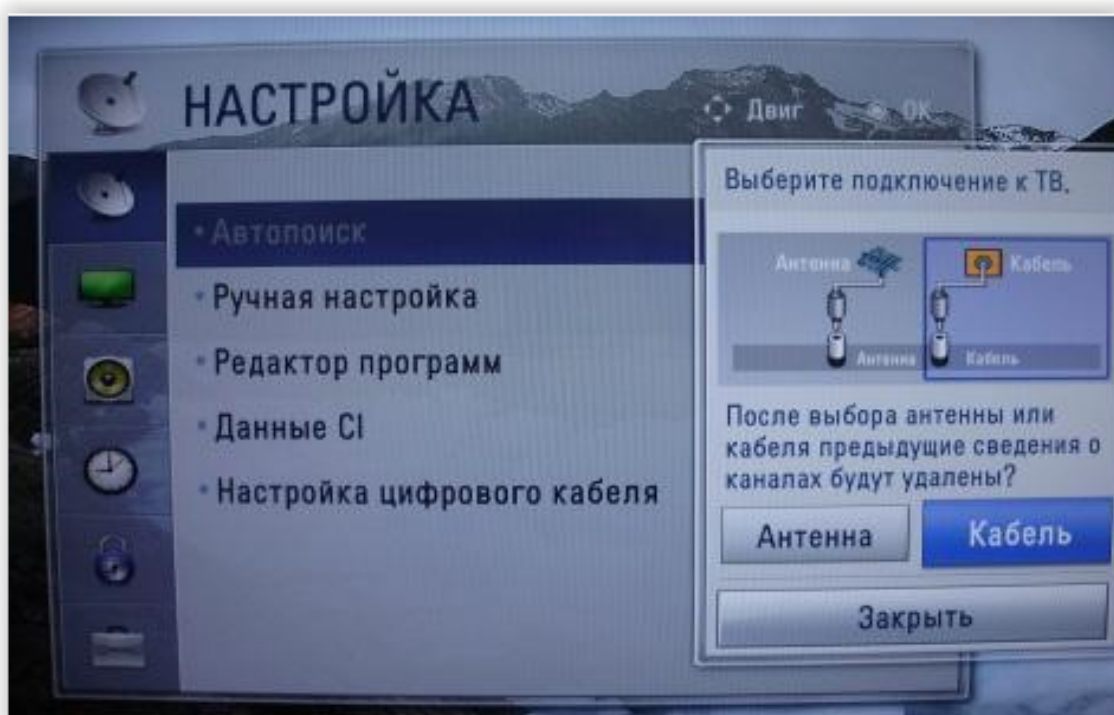 НАСТРОЙКА
Двиг
ОК
Автопоиск
Ручная настройка
Редактор программ
Данные CI
Настройка цифрового кабеля
Выберите подключение к ТВ,
Антенна
Кабель
Антенна
Кабель
После выбора антенны или
кабеля предыдущие сведения о
каналах будут удалены?
Антенна
Кабель
Закрыть